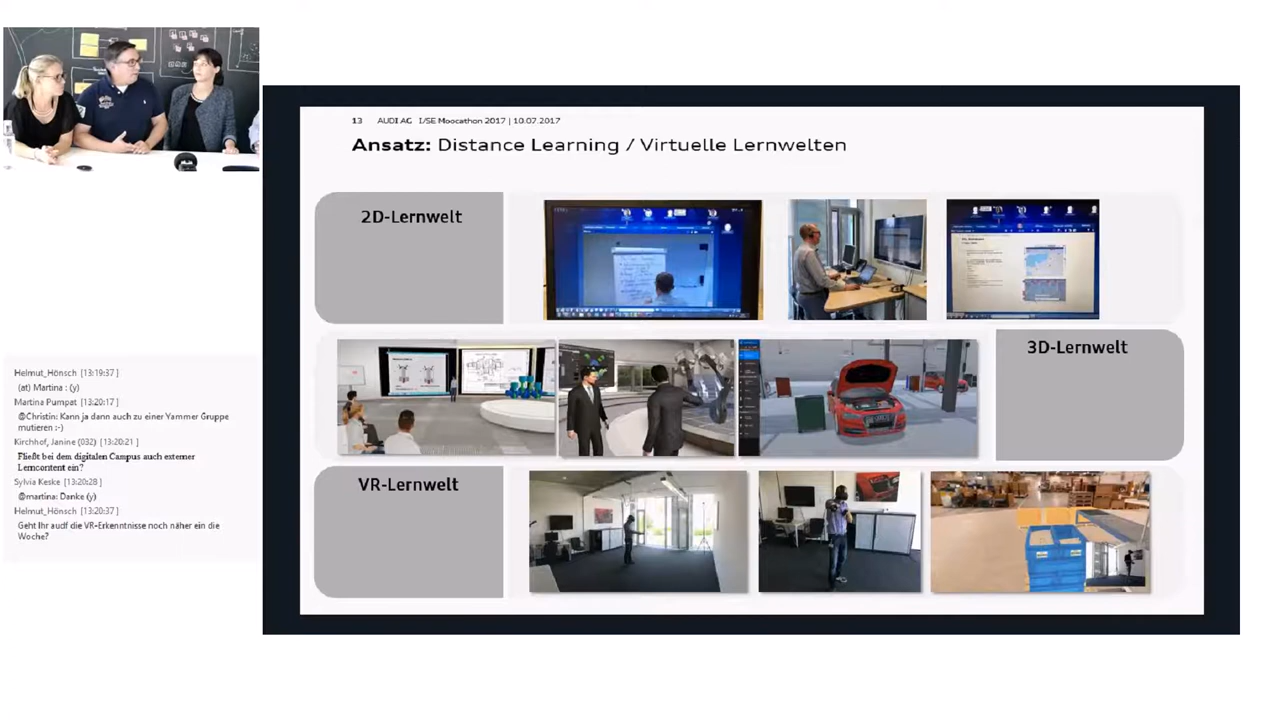 13 AUDI AG I/SE Moocathon 2017 | 10.07.2017
Ansatz: Distance Learning / Virtuelle Lernwelten
2D-Lernwelt
3D-Lernwelt
VR-Lernwelt
Helmut_Hönsch [13:19:37 ]
(at) Martina : (y)
Martina Pumpat [13:20:17 ]
@Christin: Kann ja dann auch zu einer Yammer Gruppe
mutieren :-)
Kirchhof, Janine (032) [13:20:21 ]
Fließt bei dem digitalen Campus auch externer
Lerncontent ein?
Sylvia Keske [13:20:28 ]
@martina: Danke (y)
Helmut_Hönsch [13:20:37 ]
Geht Ihr audf die VR-Erkenntnisse noch näher ein die
Woche?